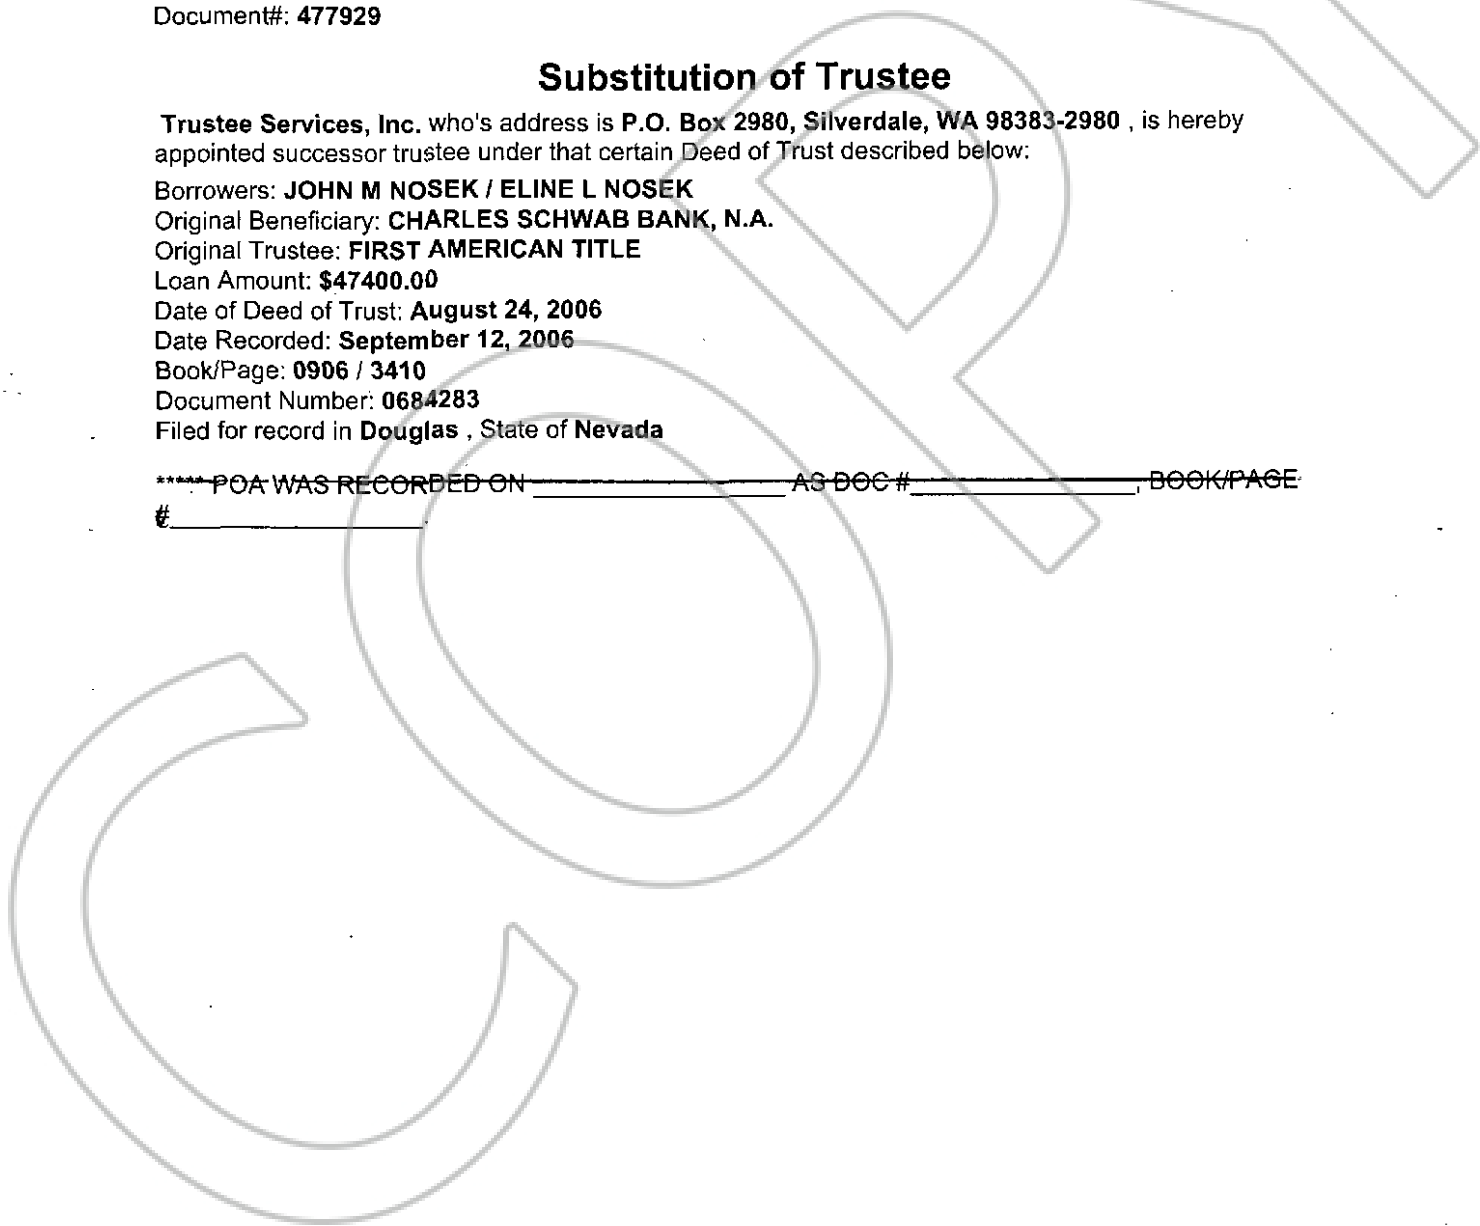 Document#: 477929
Substitution of Trustee
Trustee Services, Inc. who's address is P.O. Box 2980, Silverdale, WA 98383-2980 , is hereby
appointed successor trustee under that certain Deed of Trust described below:
Borrowers: JOHN M NOSEK / ELINE L NOSEK
Original Beneficiary: CHARLES SCHWAB BANK, N.A.
Original Trustee: FIRST AMERICAN TITLE
Loan Amount: $47400.00
Date of Deed of Trust: August 24, 2006
Date Recorded: September 12, 2006
Book/Page: 0906 / 3410
Document Number: 0684283
Filed for record in Douglas , State of Nevada
***** POA WAS RECORDED ON ____________________ AS DOC #__________________, BOOK/PAGE
#____________________.
COPY